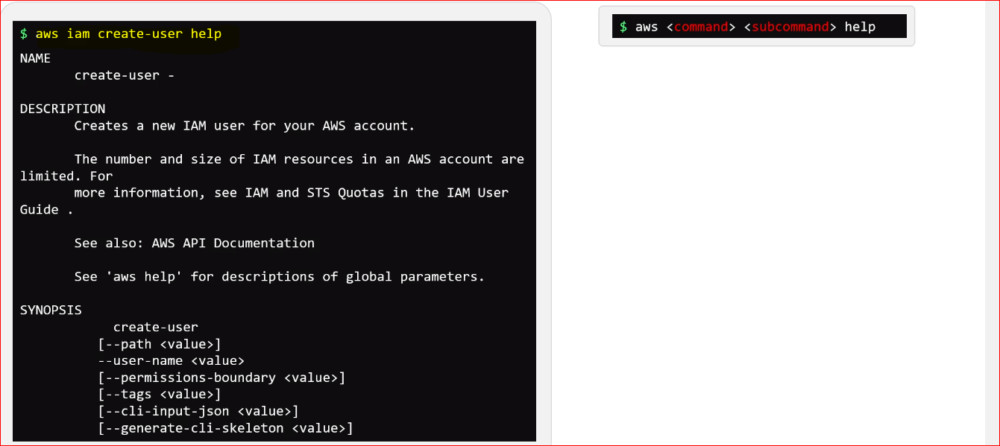 $ aws iam create-user help
NAME
create-user -
DESCRIPTION
Creates a new IAM user for your AWS account.
The number and size of IAM resources in an AWS account are
limited. For
more information, see IAM and STS Quotas in the IAM User
Guide .
See also: AWS API Documentation
See 'aws help' for descriptions of global parameters.
SYNOPSIS
create-user
[--path <value>]
--user-name <value>
[--permissions-boundary <value>]
[--tags <value>]
[--cli-input-json <value>]
[--generate-cli-skeleton <value>]
$ aws <command> <subcommand> help